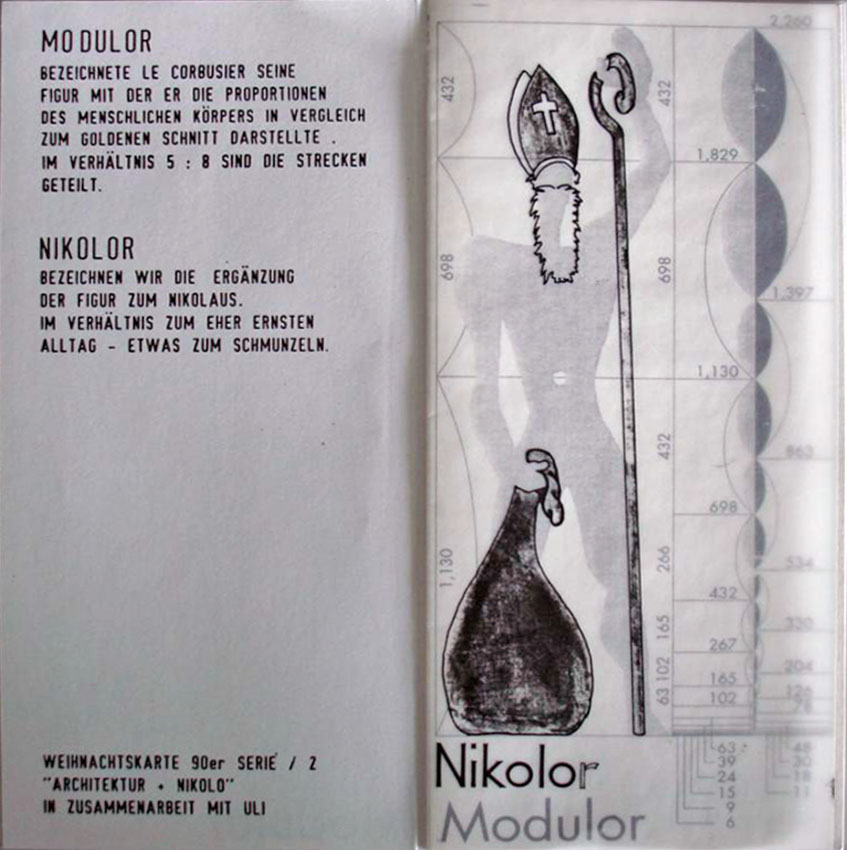 MODULOR
BEZEICHNETE LE CORBUSIER SEINE
FIGUR MIT DER ER DIE PROPORTIONEN
DES MENSCHLICHEN KÖRPERS IN VERGLEICH
ZUM GOLDENEN SCHNITT DARSTELLTE .
IM VERHÄLTNIS 5 : 8 SIND DIE STRECKEN
GETEILT.
NIKOLOR
BEZEICHNEN WIR DIE ERGÄNZUNG
DER FIGUR ZUM NIKOLAUS.
IM VERHÄLTNIS ZUM EHER ERNSTEN
ALLTAG - ETWAS ZUM SCHMUNZELN.
WEIHNACHTSKARTE 90er SERIE / 2
"ARCHITEKTUR + NIKOLO"
IN ZUSAMMENARBEIT MIT ULI
2,260
432
432
1,829
698
698
1,397
1,130
432
863
698
1,130
266
534
432
165
330
267
102
204
165
126
63
102
78
63
48
39
30
24
18
15
11
9
6
Nikolor
Modulor